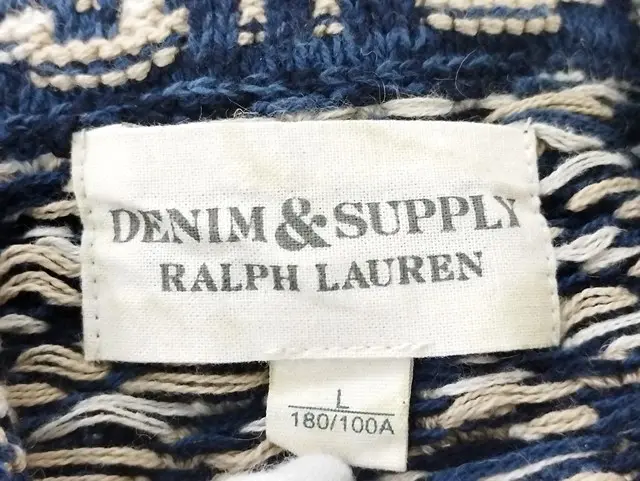 DENIM & SUPPLY
RALPH LAUREN
L
180/100A